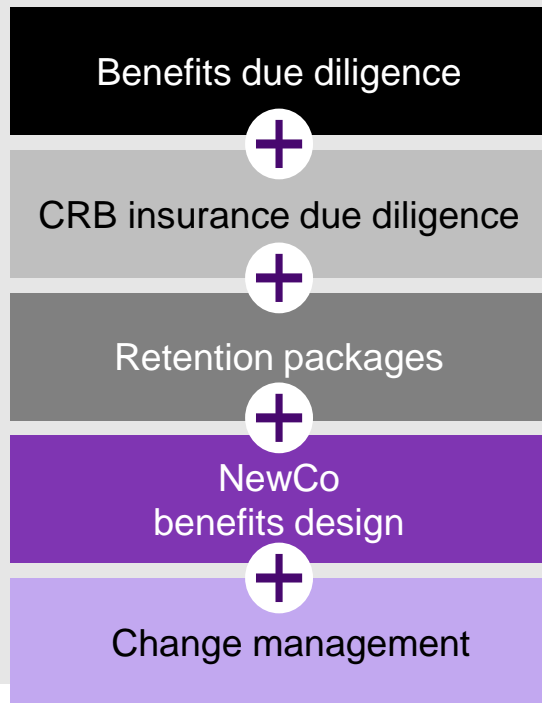 Benefits due diligence
CRB insurance due diligence
Retention packages
NewCo
benefits design
Change management